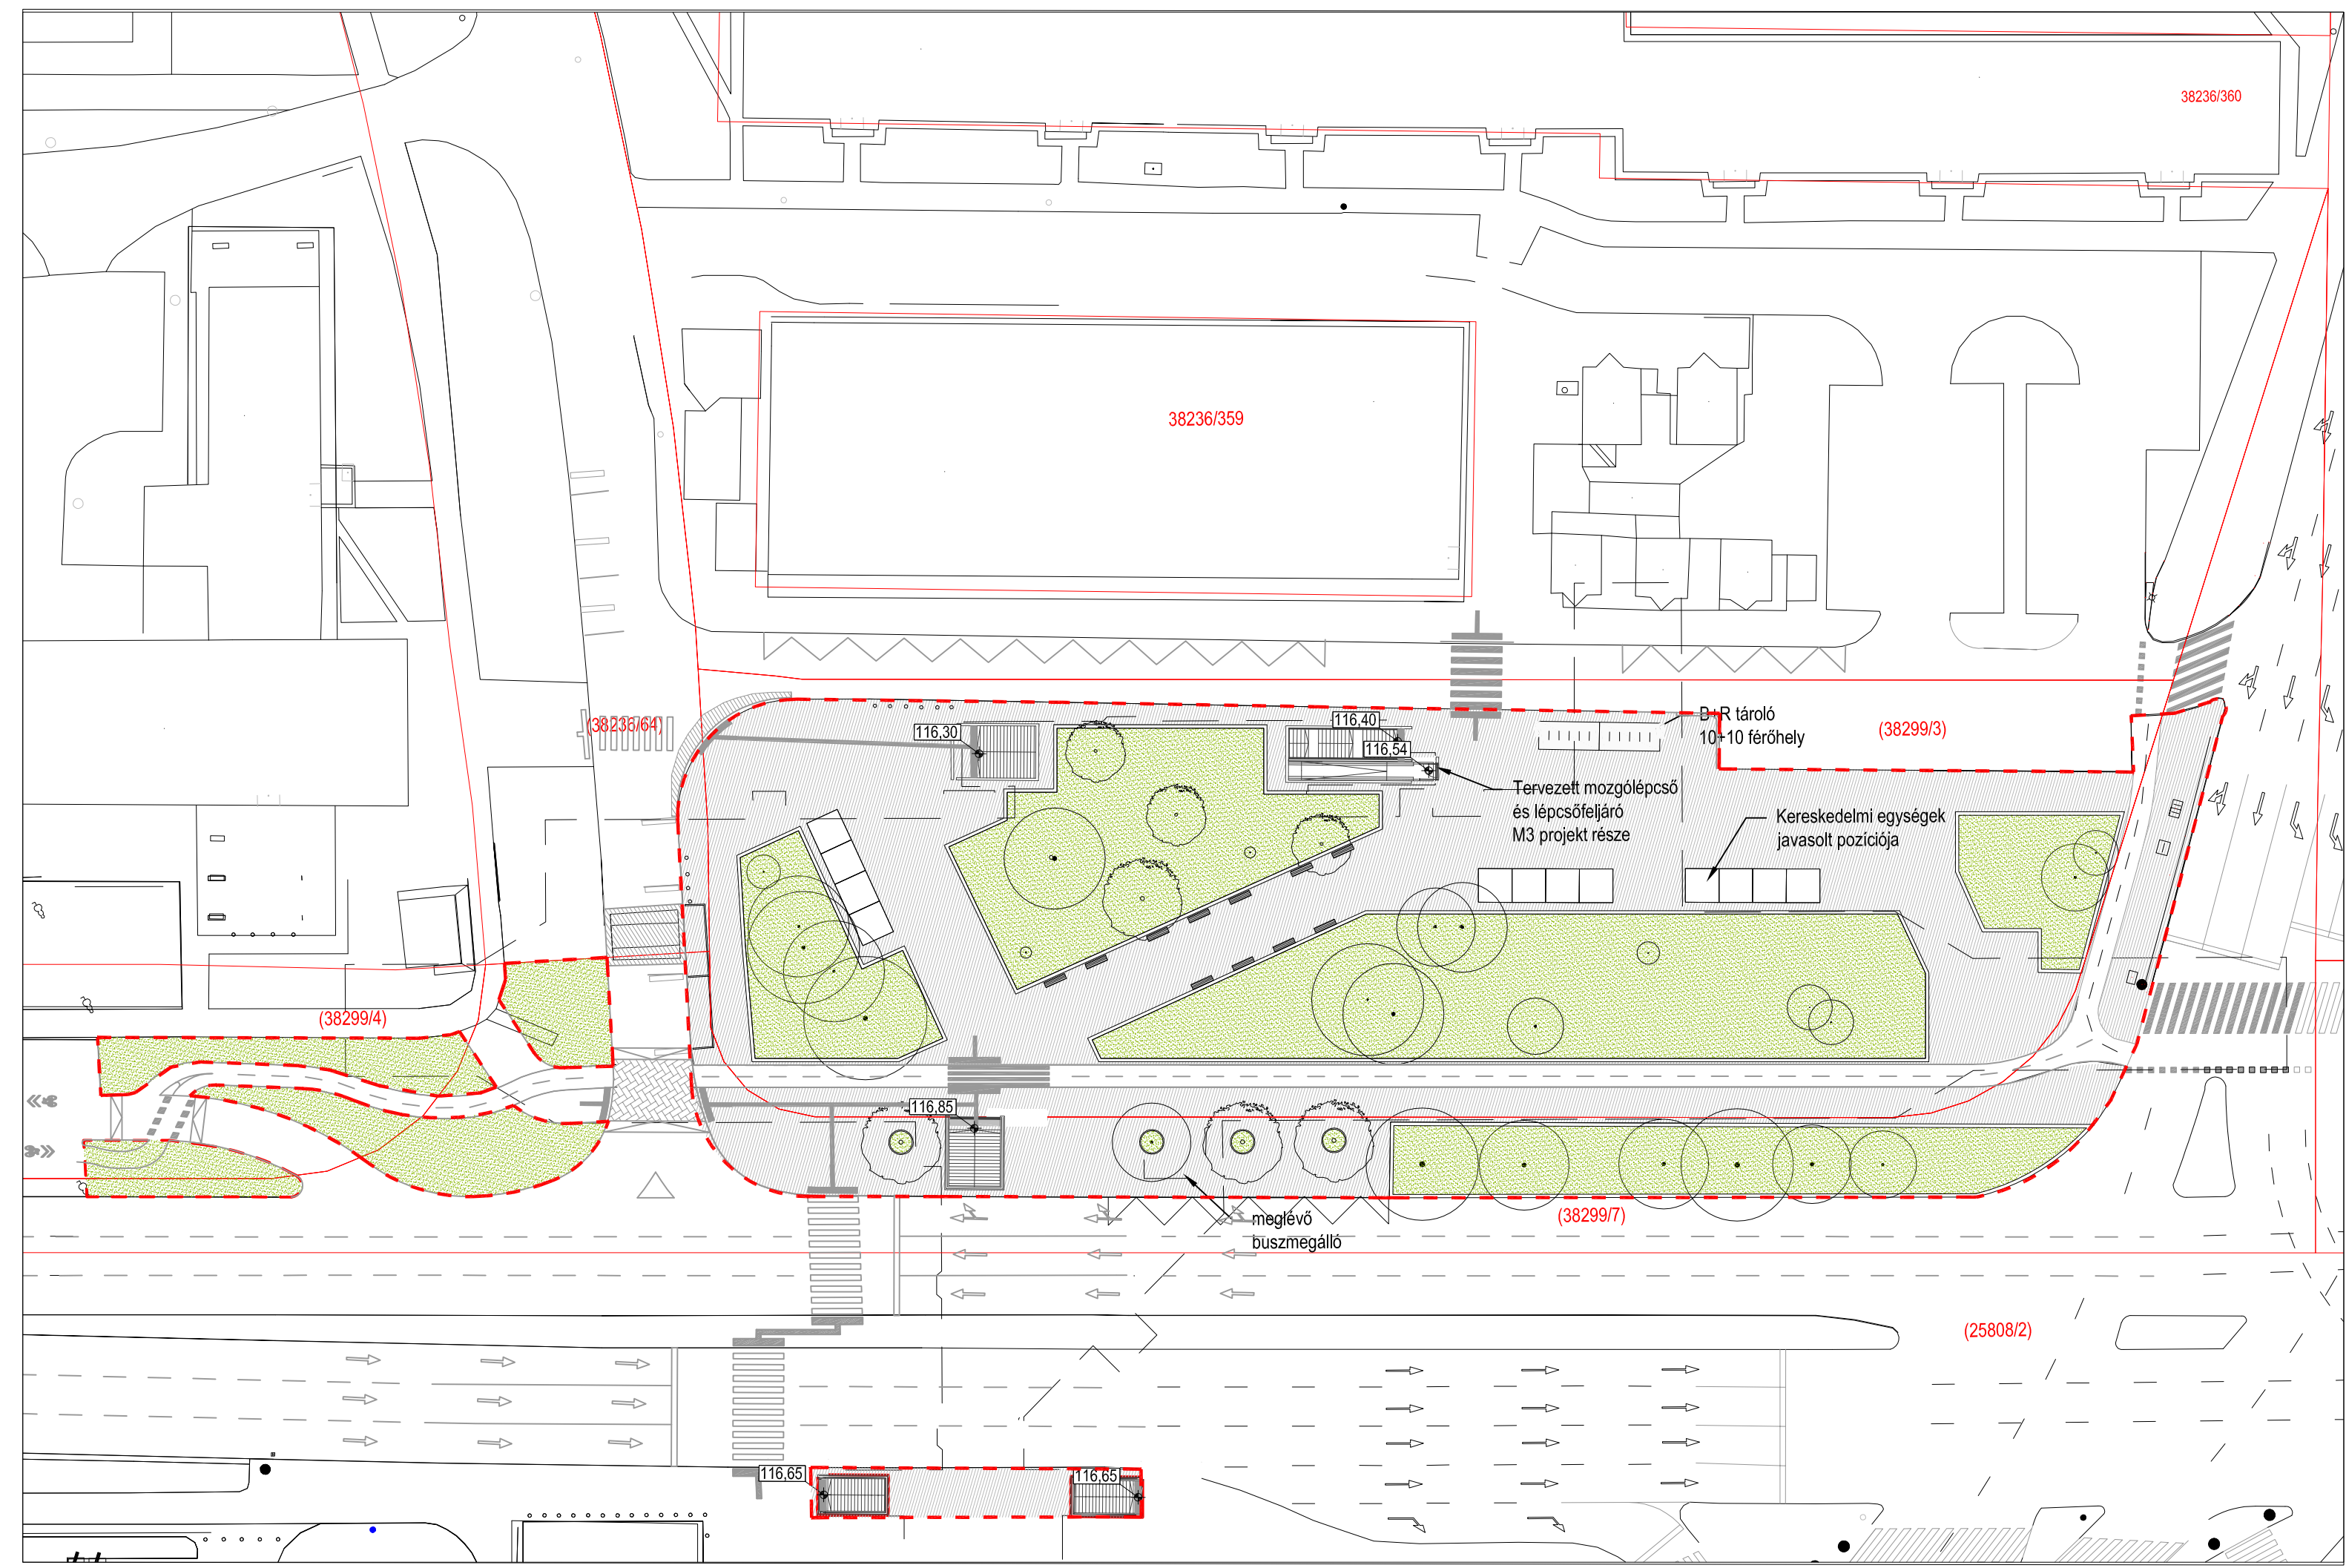 38236/360
38236/359
(38236/64)
116,30
116,40
116,54
B+R tároló
10+10 férőhely
(38299/3)
Tervezett mozgólépcső
és lépcsőfeljáró
M3 projekt része
Kereskedelmi egységek
javasolt pozíciója
(38299/4)
116,85
meglévő
buszmegálló
(38299/7)
(25808/2)
116,65
116,65